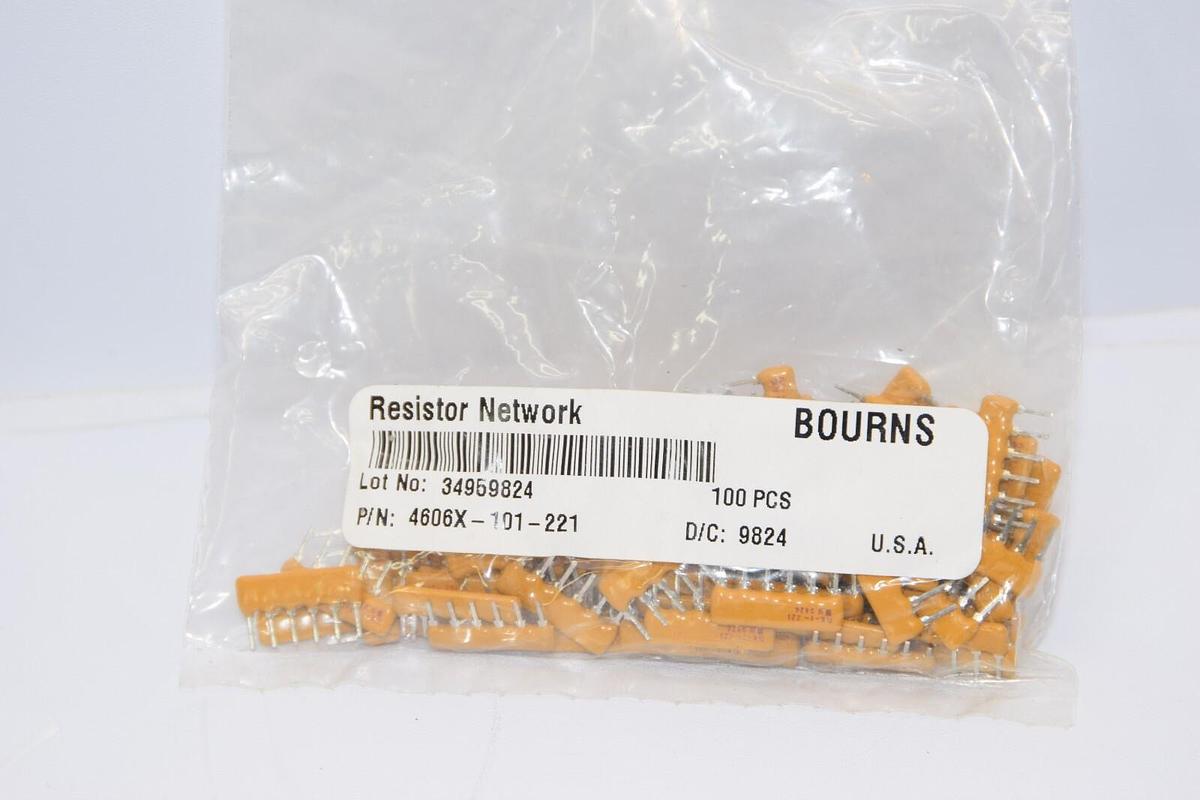 Resistor Network
BOURNS
Lot No: 34959824
100 PCS
P/N: 4606X-101-221
D/C: 9824
U.S.A.